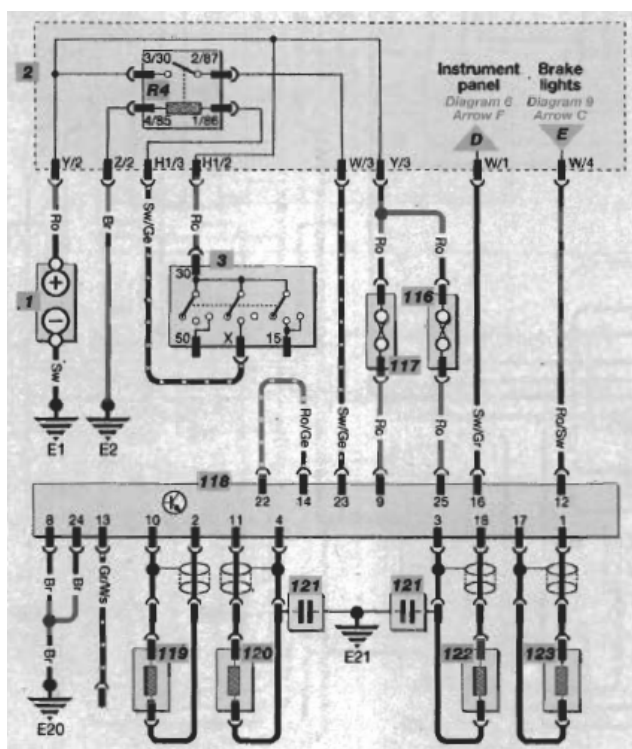 2
3/30 2/87
R4
4/85 1/86
Instrument panel
Diagram 6
Arrow F
D
Brake lights
Diagram 9
Arrow C
E
Y/2 Z/2 H1/3 H1/2 W/3 Y/3 W/1 W/4
Ro Br Sw/Ge Ro
1
Sw
E1 E2
3
30
50 X 15
Ro Ro
116
117
Ro/Ge Sw/Ge Ro Ro Sw/Gr Ro/Sw
118
22 14 23 9 25 16 12
8 24 13 10 2 11 4 3 18 17 1
Br Br Gr/Ws
Br
E20
119 120
121 121
E21
122 123